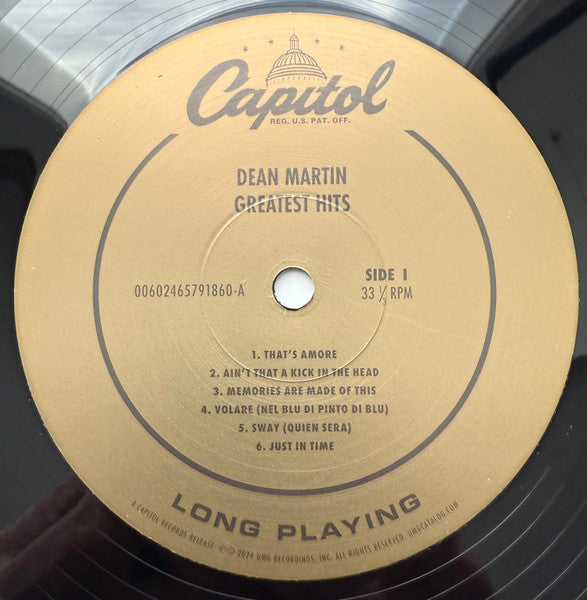 Capitol
REG. U.S. PAT. OFF.
DEAN MARTIN
GREATEST HITS
00602465791860-A
SIDE 1
33 1/3 RPM
1. THAT'S AMORE
2. AIN'T THAT A KICK IN THE HEAD
3. MEMORIES ARE MADE OF THIS
4. VOLARE (NEL BLU DI PINTO DI BLU)
5. SWAY (QUIEN SERA)
6. JUST IN TIME
LONG PLAYING
A CAPITOL RECORDS RELEASE ℗© 2024 UMG RECORDINGS, INC. ALL RIGHTS RESERVED. UMGCATALOG.COM